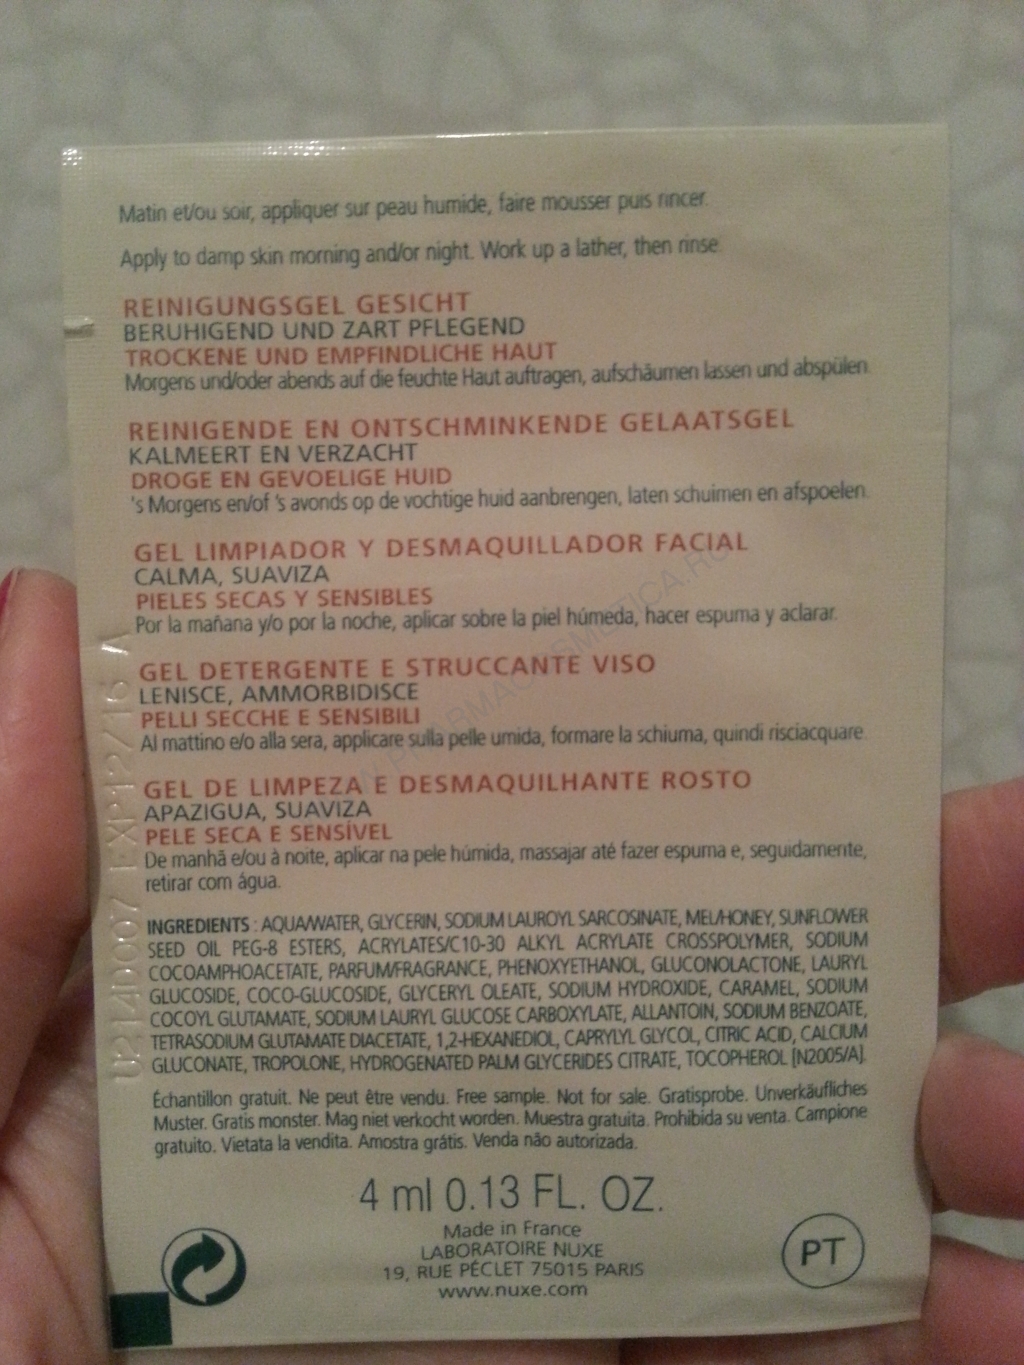 Matin et/ou soir, appliquer sur peau humide, faire mousser puis rincer.
Apply to damp skin morning and/or night. Work up a lather, then rinse.
REINIGUNGSGEL GESICHT
BERUHIGEND UND ZART PFLEGEND
TROCKENE UND EMPFINDLICHE HAUT
Morgens und/oder abends auf die feuchte Haut auftragen, aufschäumen lassen und abspülen.
REINIGENDE EN ONTSCHMINKENDE GELAATSGEL
KALMEERT EN VERZACHT
DROGE EN GEVOELIGE HUID
's Morgens en/of 's avonds op de vochtige huid aanbrengen, laten schuimen en afspoelen.
GEL LIMPIADOR Y DESMAQUILLADOR FACIAL
CALMA, SUAVIZA
PIELES SECAS Y SENSIBLES
Por la mañana y/o por la noche, aplicar sobre la piel húmeda, hacer espuma y aclarar.
GEL DETERGENTE E STRUCCANTE VISO
LENISCE, AMMORBIDISCE
PELLI SECCHE E SENSIBILI
Al mattino e/o alla sera, applicare sulla pelle umida, formare la schiuma, quindi risciacquare.
GEL DE LIMPEZA E DESMAQUILHANTE ROSTO
APAZIGUA, SUAVIZA
PELE SECA E SENSÍVEL
De manhã e/ou à noite, aplicar na pele húmida, massajar até fazer espuma e, seguidamente,
retirar com água.
INGREDIENTS : AQUA/WATER, GLYCERIN, SODIUM LAUROYL SARCOSINATE, MEL/HONEY, SUNFLOWER
SEED OIL PEG-8 ESTERS, ACRYLATES/C10-30 ALKYL ACRYLATE CROSSPOLYMER, SODIUM
COCOAMPHOACETATE, PARFUM/FRAGRANCE, PHENOXYETHANOL, GLUCONOLACTONE, LAURYL
GLUCOSIDE, COCO-GLUCOSIDE, GLYCERYL OLEATE, SODIUM HYDROXIDE, CARAMEL, SODIUM
COCOYL GLUTAMATE, SODIUM LAURYL GLUCOSE CARBOXYLATE, ALLANTOIN, SODIUM BENZOATE,
TETRASODIUM GLUTAMATE DIACETATE, 1,2-HEXANEDIOL, CAPRYLYL GLYCOL, CITRIC ACID, CALCIUM
GLUCONATE, TROPOLONE, HYDROGENATED PALM GLYCERIDES CITRATE, TOCOPHEROL [N2005/A].
Échantillon gratuit. Ne peut être vendu. Free sample. Not for sale. Gratisprobe. Unverkäufliches
Muster. Gratis monster. Mag niet verkocht worden. Muestra gratuita. Prohibida su venta. Campione
gratuito. Vietata la vendita. Amostra grátis. Venda não autorizada.
4 ml 0.13 FL. OZ.
Made in France
LABORATOIRE NUXE
19, RUE PÉCLET 75015 PARIS
www.nuxe.com
PT
EXP12/16